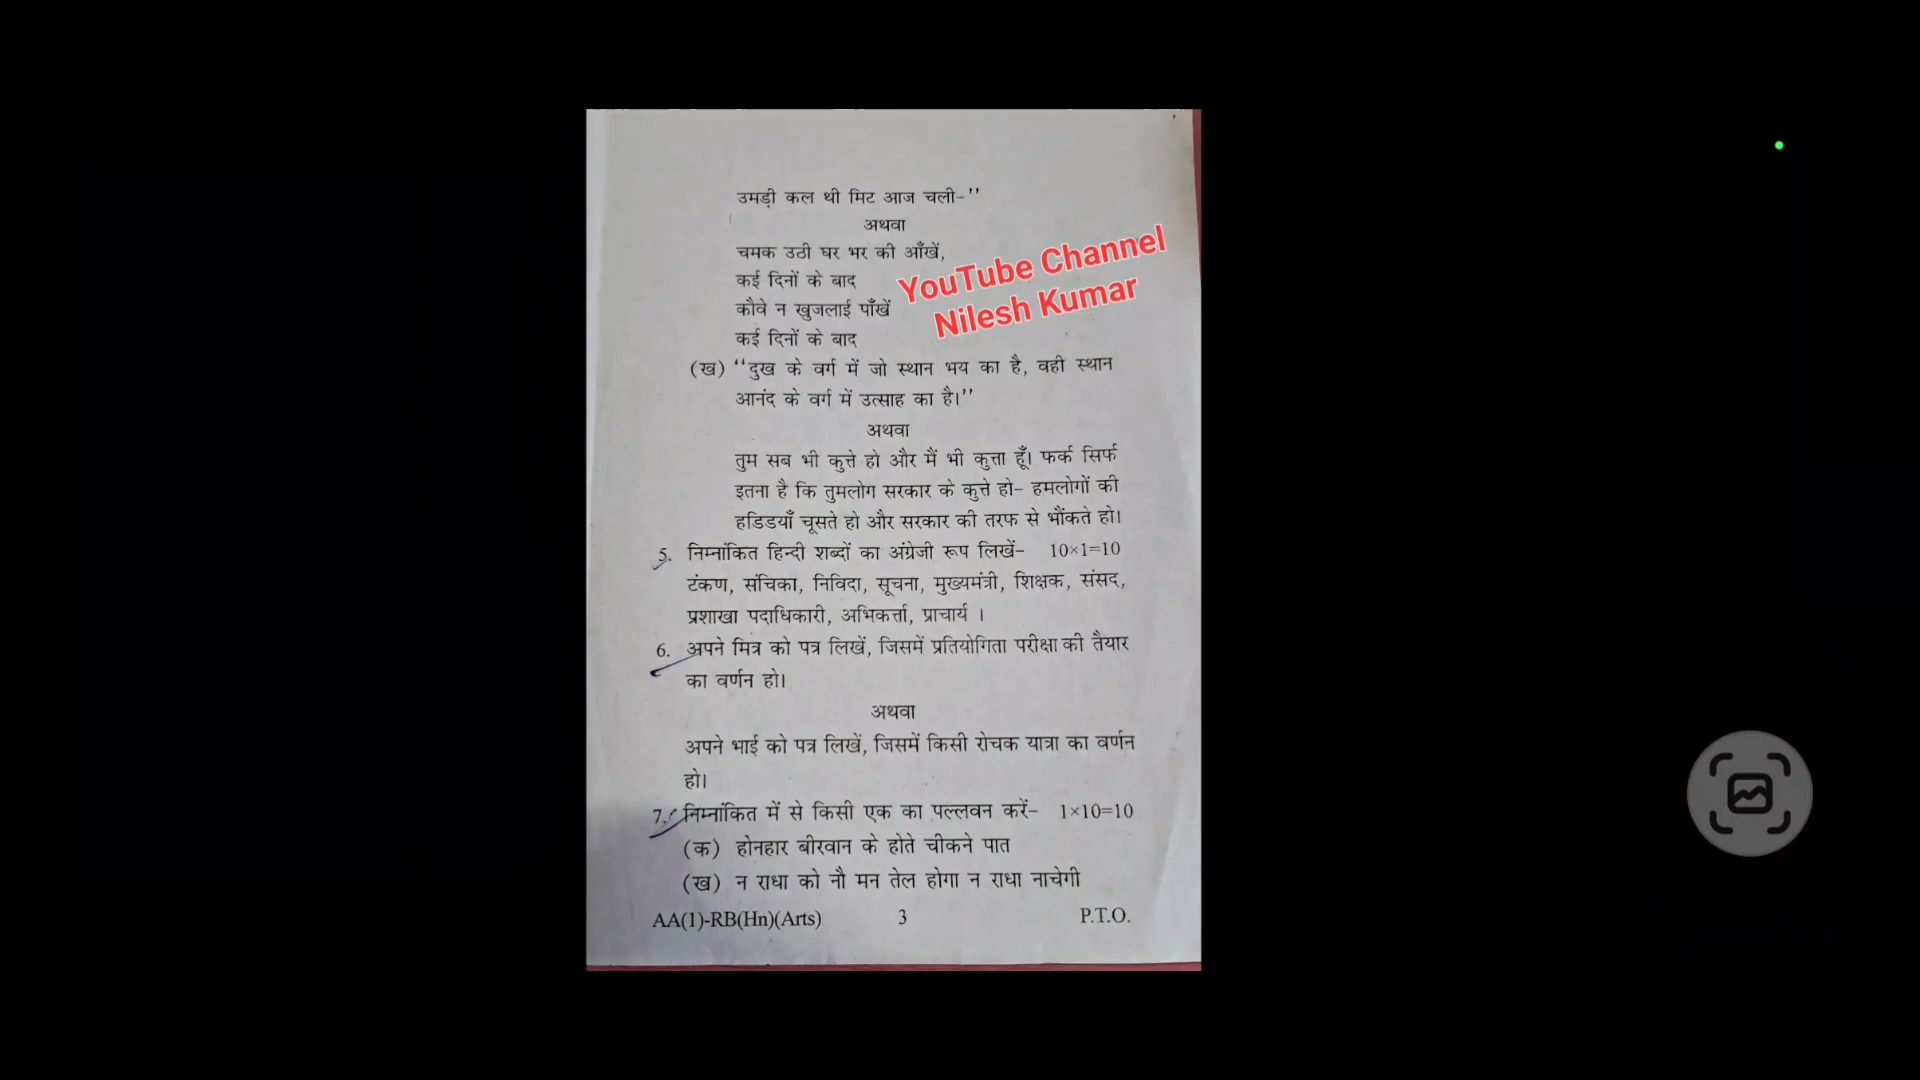 उमड़ी कल थी मिट आज चली-''
अथवा
चमक उठी घर भर की आँखें,
कई दिनों के बाद
कौवे न खुजलाई पाँखें
कई दिनों के बाद
YouTube Channel
Nilesh Kumar
(ख) ''दुख के वर्ग में जो स्थान भय का है, वही स्थान
आनंद के वर्ग में उत्साह का है।''
अथवा
तुम सब भी कुत्ते हो और मैं भी कुत्ता हूँ। फर्क सिर्फ
इतना है कि तुमलोग सरकार के कुत्ते हो- हमलोगों की
हडिडयाँ चूसते हो और सरकार की तरफ से भौंकते हो।
5. निम्नांकित हिन्दी शब्दों का अंग्रेजी रूप लिखें- 10×1=10
टंकण, संचिका, निविदा, सूचना, मुख्यमंत्री, शिक्षक, संसद,
प्रशाखा पदाधिकारी, अभिकर्त्ता, प्राचार्य ।
6. अपने मित्र को पत्र लिखें, जिसमें प्रतियोगिता परीक्षा की तैयार
का वर्णन हो।
अथवा
अपने भाई को पत्र लिखें, जिसमें किसी रोचक यात्रा का वर्णन
हो।
7. निम्नांकित में से किसी एक का पल्लवन करें- 1×10=10
(क) होनहार बीरवान के होते चीकने पात
(ख) न राधा को नौ मन तेल होगा न राधा नाचेगी
AA(1)-RB(Hn)(Arts) 3 P.T.O.